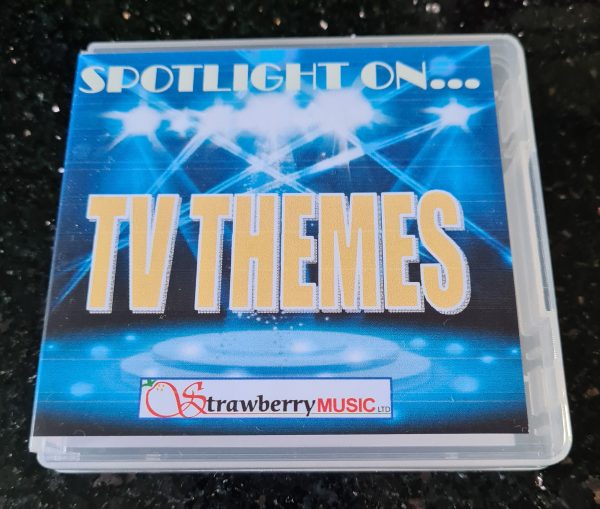 SPOTLIGHT ON...
TV THEMES
Strawberry MUSIC LTD